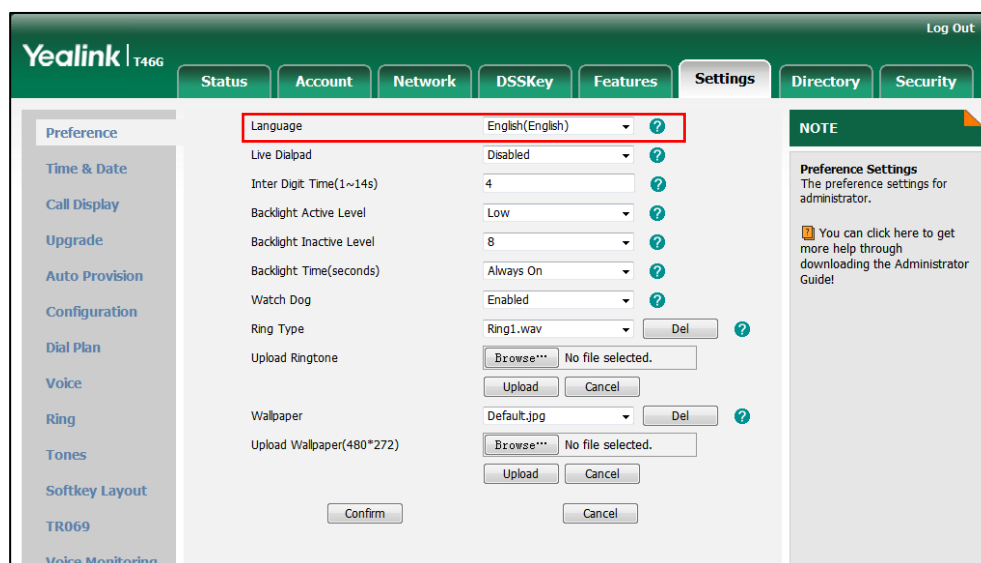 Log Out
Yealink T46G
Status Account Network DSSKey Features Settings Directory Security
Preference
Time & Date
Call Display
Upgrade
Auto Provision
Configuration
Dial Plan
Voice
Ring
Tones
Softkey Layout
TR069
Voice Monitoring
Language English(English) ?
Live Dialpad Disabled ?
Inter Digit Time(1~14s) 4 ?
Backlight Active Level Low ?
Backlight Inactive Level 8 ?
Backlight Time(seconds) Always On ?
Watch Dog Enabled ?
Ring Type Ring1.wav Del ?
Upload Ringtone Browse··· No file selected.
Upload Cancel
Wallpaper Default.jpg Del ?
Upload Wallpaper(480*272) Browse··· No file selected.
Upload Cancel
Confirm Cancel
NOTE
Preference Settings
The preference settings for
administrator.
? You can click here to get
more help through
downloading the Administrator
Guide!